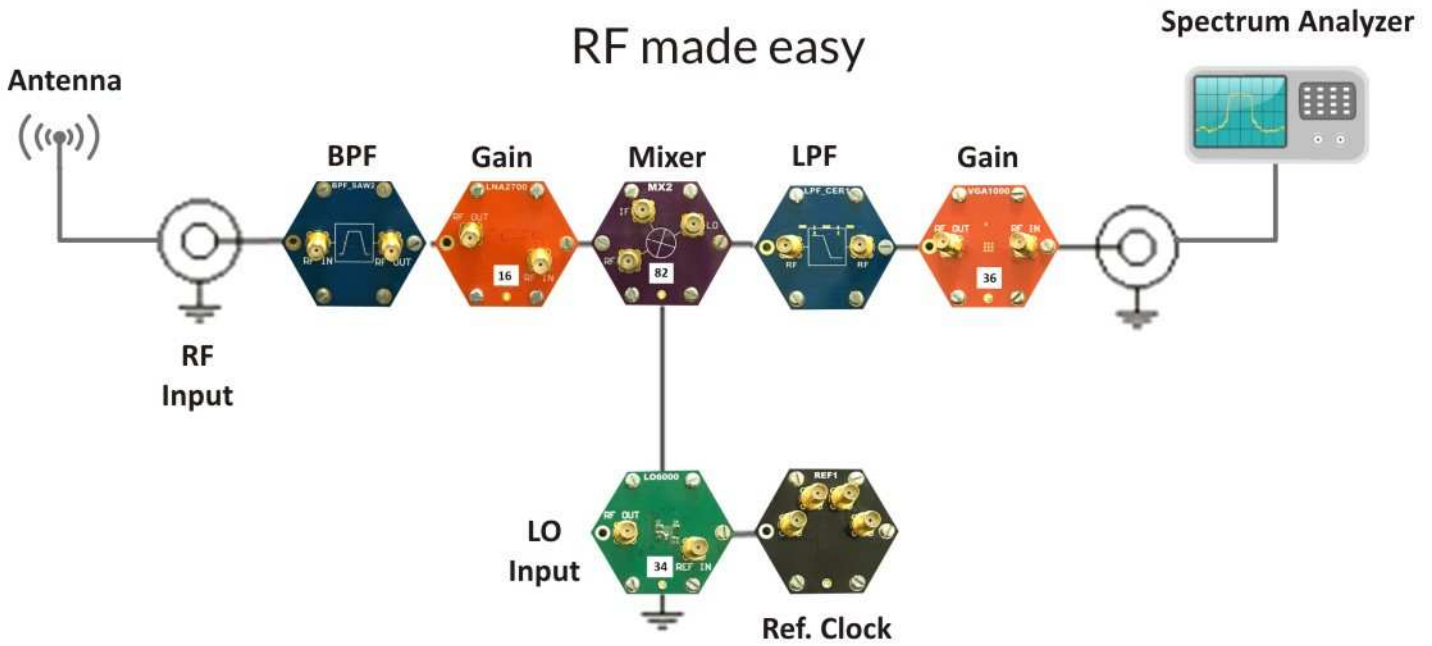 RF made easy
Spectrum Analyzer
Antenna
BPF
Gain
Mixer
LPF
Gain
BPF_SAW2
RF IN
RF OUT
LNA2700
RF OUT
RF IN
16
MX2
IF
LO
RF
82
LPF_CER1
RF
RF
VGA1000
RF OUT
RF IN
36
RF
Input
LO
Input
LO6000
RF OUT
REF IN
34
REF1
Ref. Clock